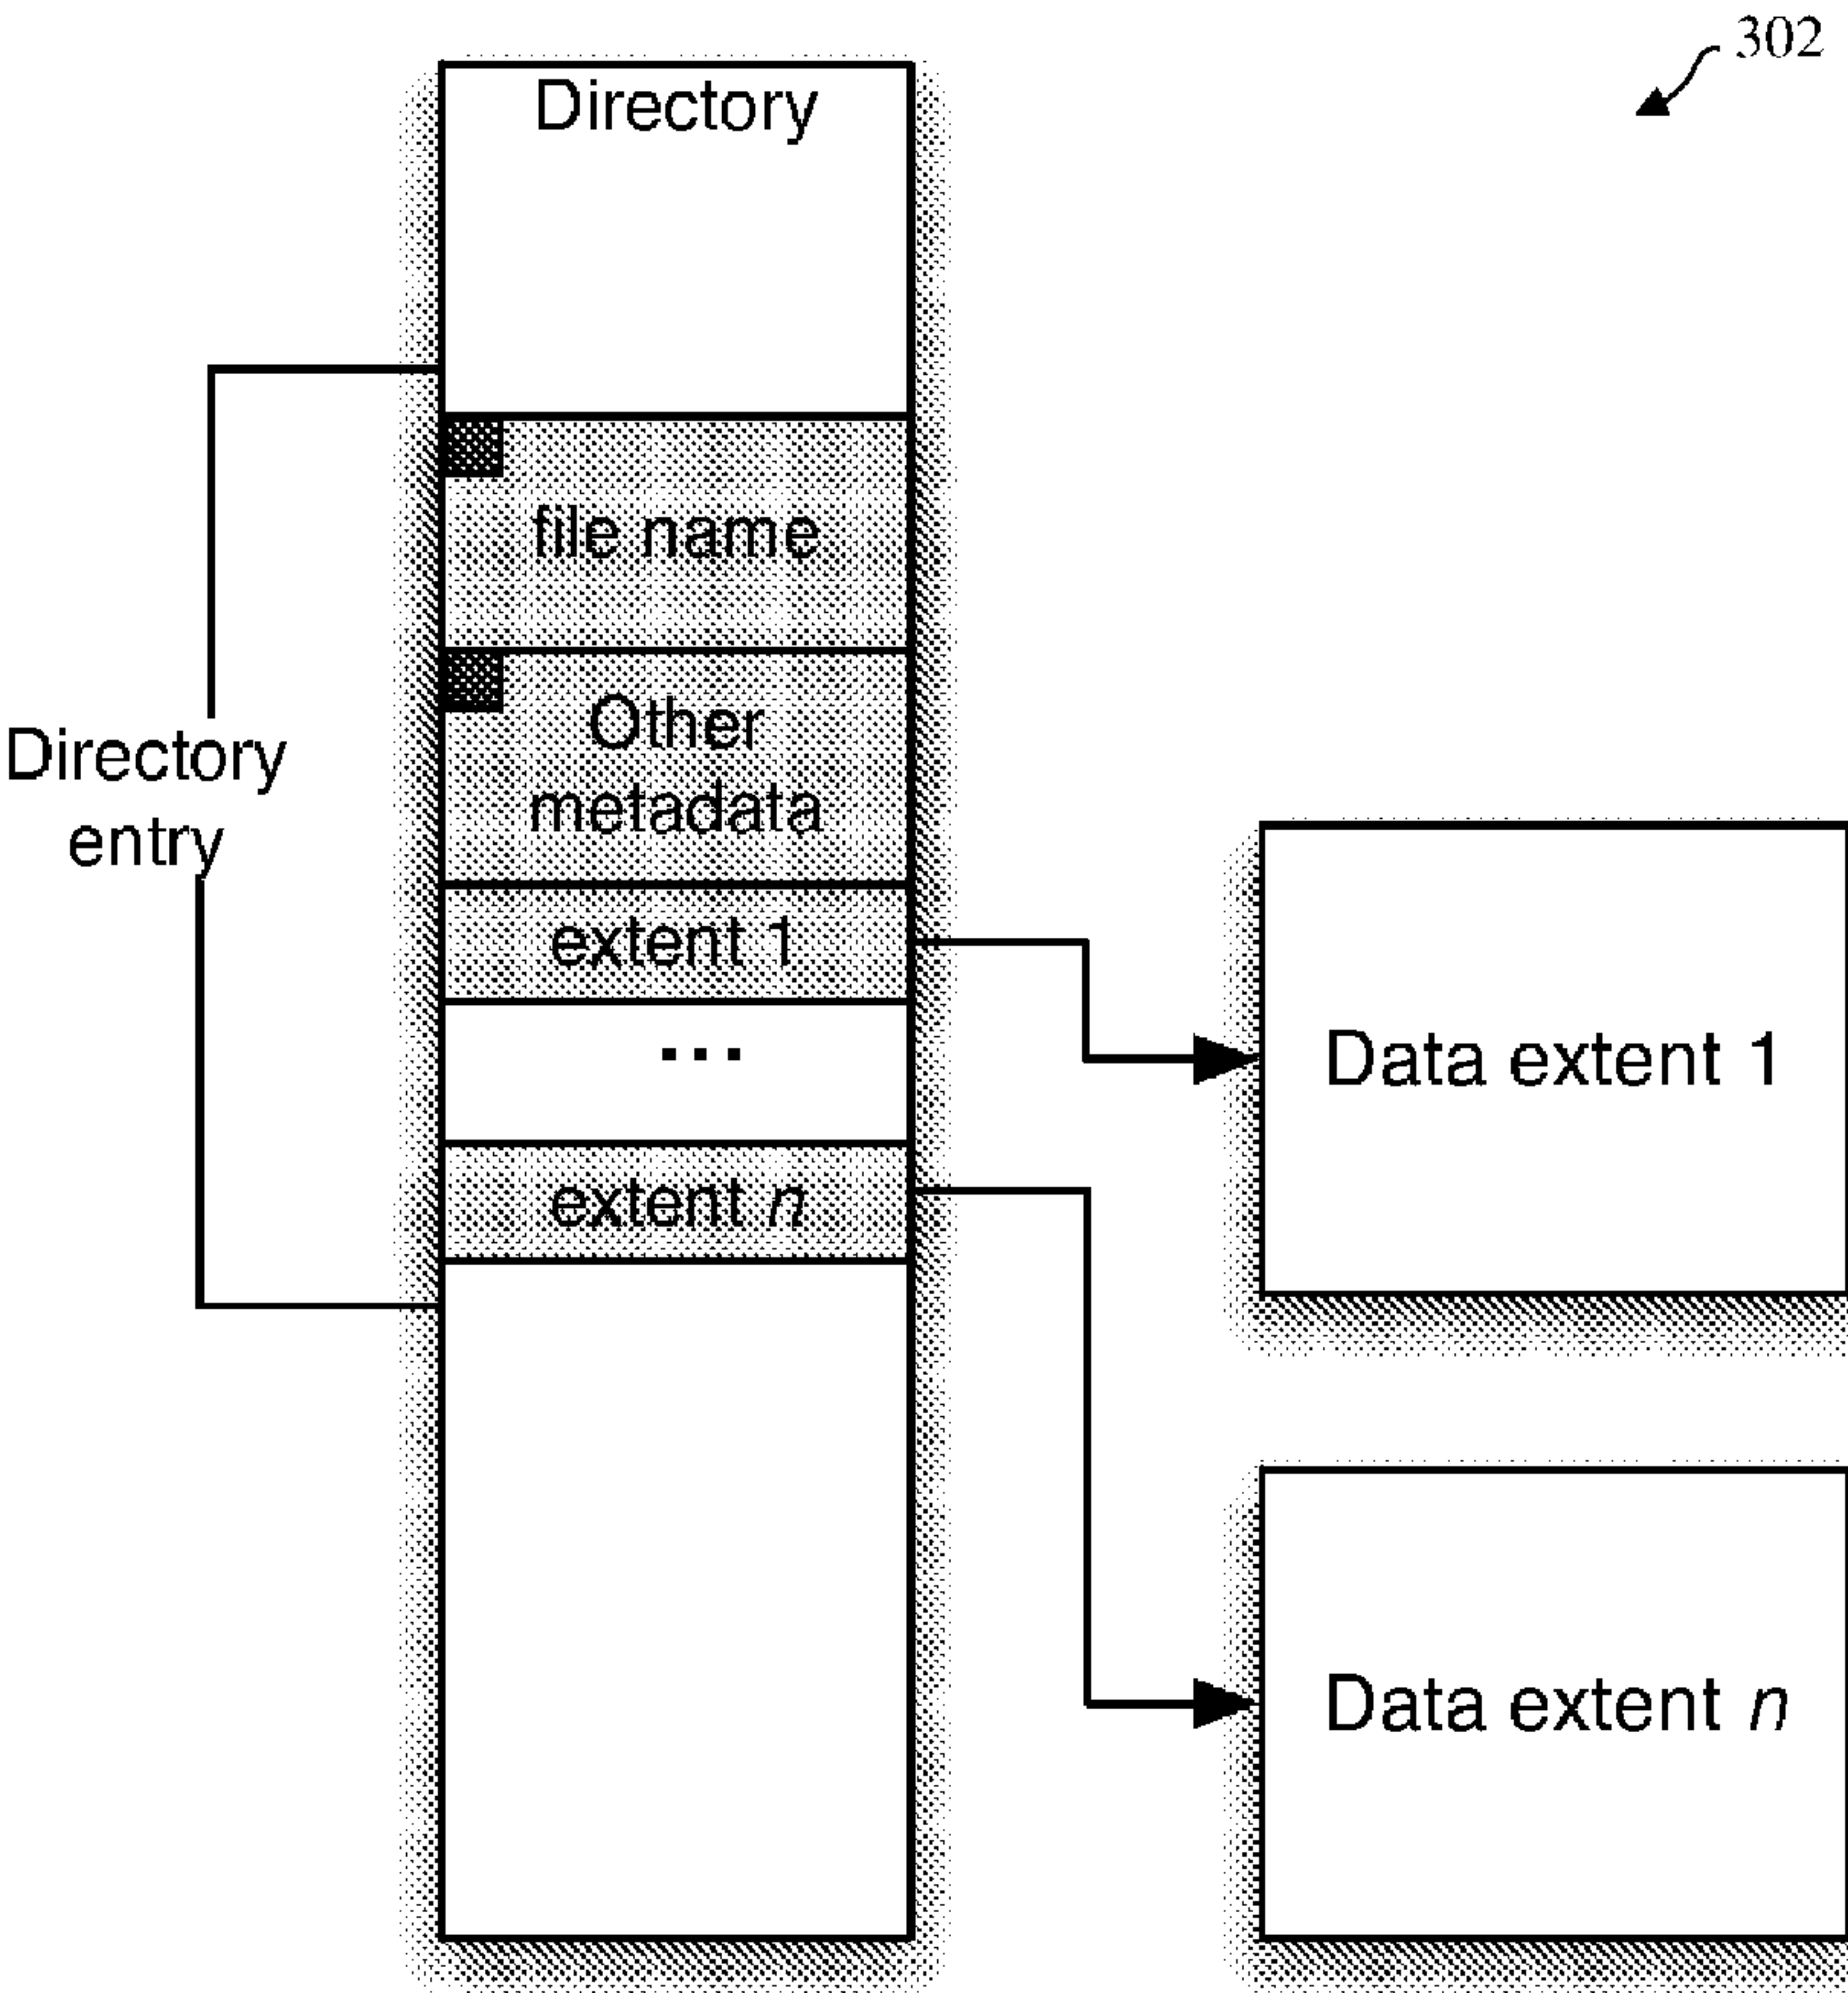 302
Directory
file name
Other
metadata
Directory
entry
extent 1
...
extent n
Data extent 1
Data extent n